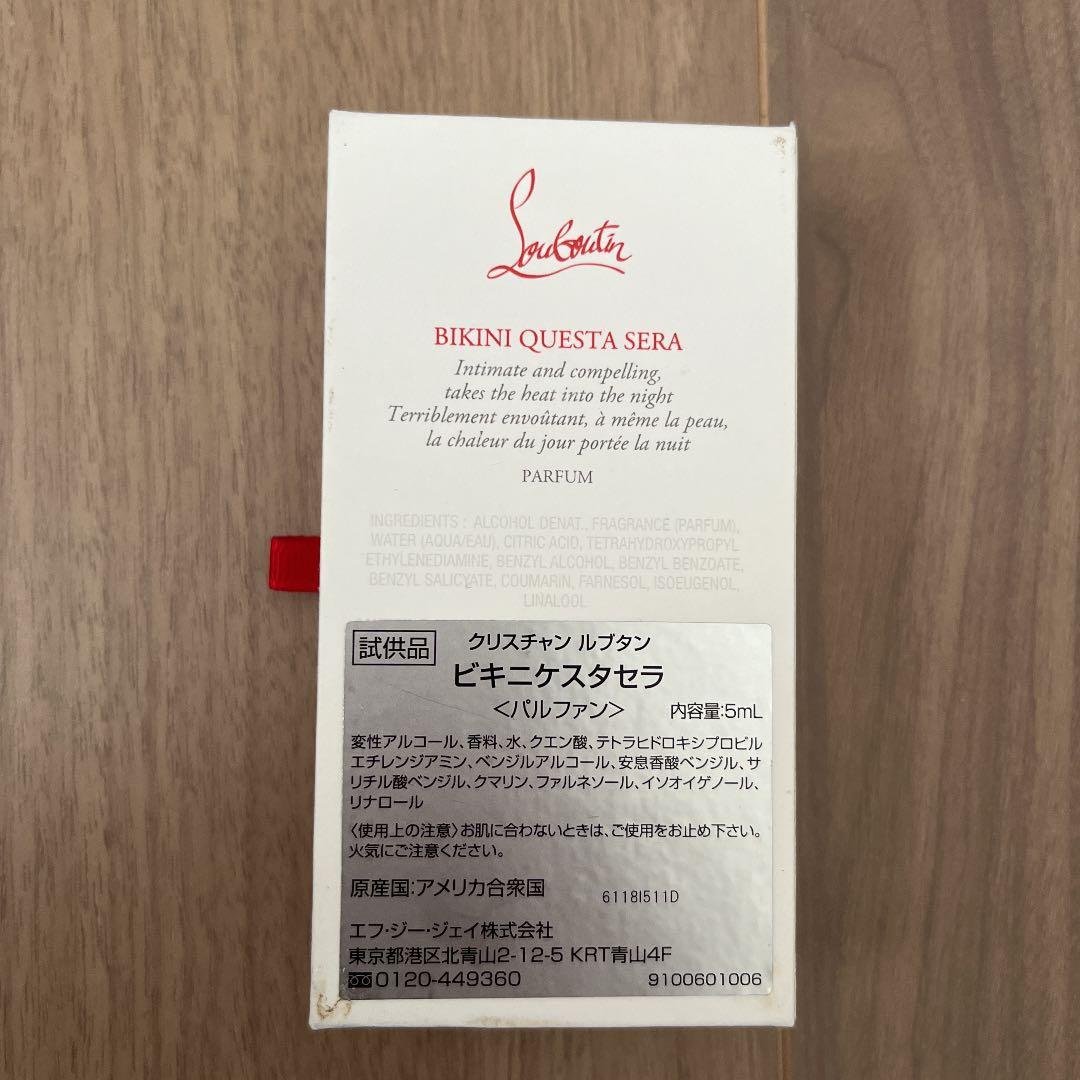 Louboutin
BIKINI QUESTA SERA
Intimate and compelling,
takes the heat into the night
Terriblement envoûtant, à même la peau,
la chaleur du jour portée la nuit
PARFUM
INGREDIENTS : ALCOHOL DENAT., FRAGRANCE (PARFUM),
WATER (AQUA/EAU), CITRIC ACID, TETRAHYDROXYPROPYL
ETHYLENEDIAMINE, BENZYL ALCOHOL, BENZYL BENZOATE,
BENZYL SALICYATE, COUMARIN, FARNESOL, ISOEUGENOL,
LINALOOL
試供品 クリスチャン ルブタン
ビキニケスタセラ
<パルファン> 内容量:5mL
変性アルコール、香料、水、クエン酸、テトラヒドロキシプロピル
エチレンジアミン、ベンジルアルコール、安息香酸ベンジル、サ
リチル酸ベンジル、クマリン、ファルネソール、イソオイゲノール、
リナロール
〈使用上の注意〉お肌に合わないときは、ご使用をお止め下さい。
火気にご注意ください。
原産国:アメリカ合衆国 6118I511D
エフ・ジー・ジェイ株式会社
東京都港区北青山2-12-5 KRT青山4F
0120-449360 9100601006